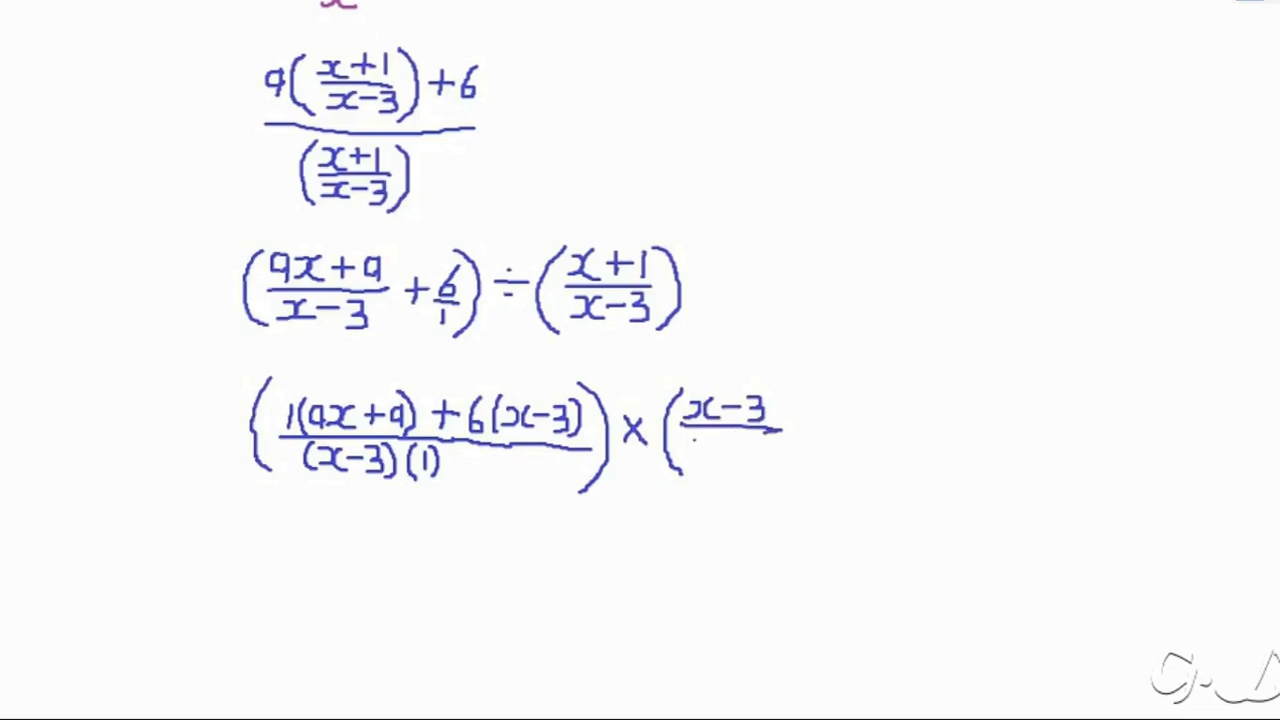 x
9(x+1/x-3)+6
(x+1/x-3)
(9x+9/x-3 + 6/1) ÷ (x+1/x-3)
(1(9x+9)+6(x-3)/(x-3)(1)) × (x-3
G.D